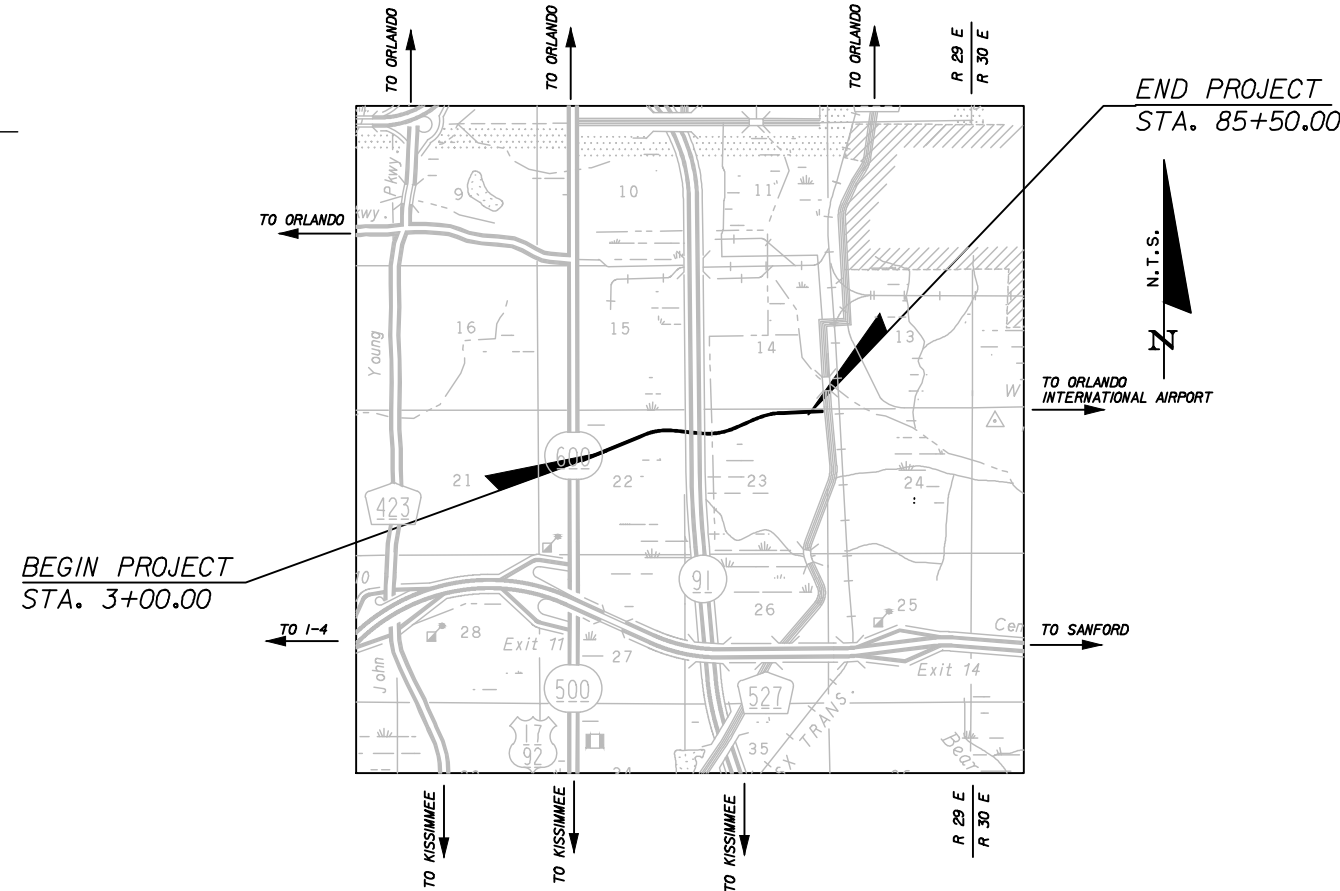 TO ORLANDO
TO ORLANDO
TO ORLANDO
R 29 E
R 30 E
END PROJECT
STA. 85+50.00
Pkwy.
9
10
11
kwy.
TO ORLANDO
N.T.S.
N
16
15
14
13
Young
W
TO ORLANDO
INTERNATIONAL AIRPORT
600
21
22
23
24
423
BEGIN PROJECT
STA. 3+00.00
91
26
25
28
27
Exit 11
Exit 14
Cen
TO I-4
TO SANFORD
John
500
527
17
92
35
SX TRANS.
Bear
TO KISSIMMEE
TO KISSIMMEE
TO KISSIMMEE
R 29 E
R 30 E